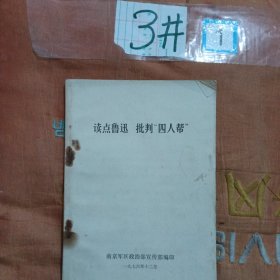 3#
读点鲁迅 批判“四人帮”
南京军区政治部宣传部编印
一九七六年十二月